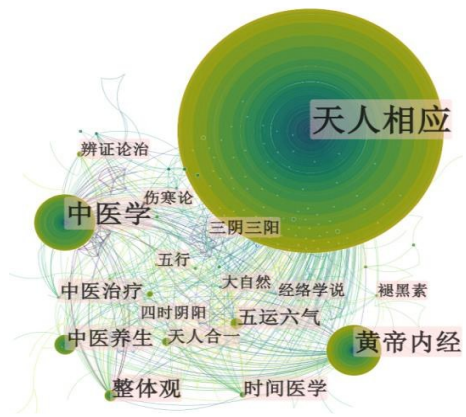 天人相应
辨证论治
伤寒论
中医学
三阴三阳
五行
大自然
中医治疗
经络学说
褪黑素
四时阴阳
五运六气
中医养生
天人合一
黄帝内经
整体观
时间医学